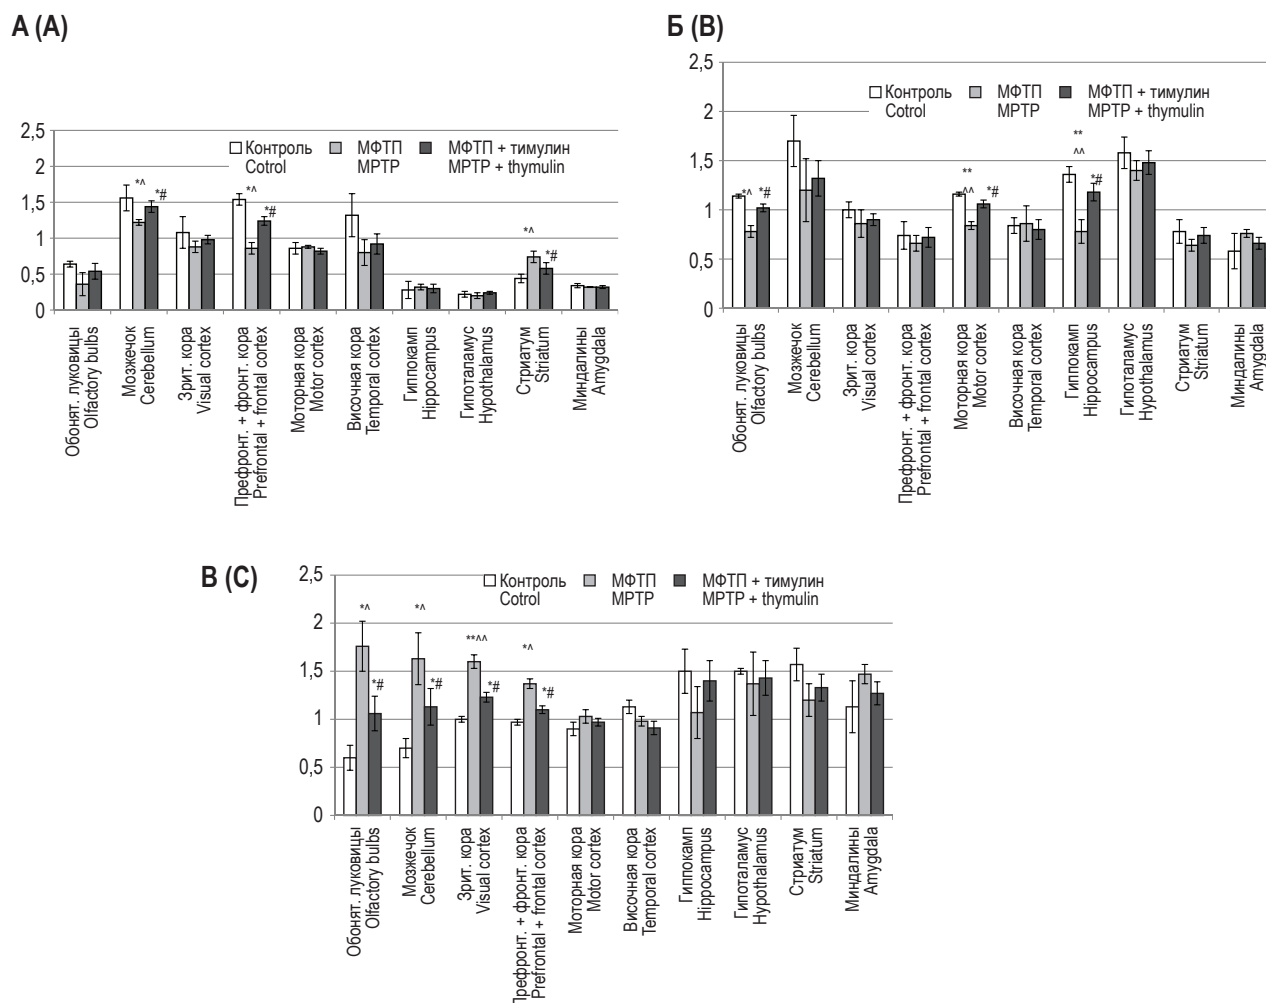 А (A)
2,5
2
1,5
1
0,5
0
Контроль
Cotrol
МФТП
MPTP
МФТП + тимулин
MPTP + thymulin
*^
*#
*^
*#
*^
*#
Обонят. луковицы
Olfactory bulbs
Мозжечок
Cerebellum
Зрит. кора
Visual cortex
Префронт. + фронт. кора
Prefrontal + frontal cortex
Моторная кора
Motor cortex
Височная кора
Temporal cortex
Гиппокамп
Hippocampus
Гипоталамус
Hypothalamus
Стриатум
Striatum
Миндалины
Amygdala
Б (B)
2,5
2
1,5
1
0,5
0
Контроль
Cotrol
МФТП
MPTP
МФТП + тимулин
MPTP + thymulin
*^
*#
**
^^
*#
**
^^
*#
Обонят. луковицы
Olfactory bulbs
Мозжечок
Cerebellum
Зрит. кора
Visual cortex
Префронт. + фронт. кора
Prefrontal + frontal cortex
Моторная кора
Motor cortex
Височная кора
Temporal cortex
Гиппокамп
Hippocampus
Гипоталамус
Hypothalamus
Стриатум
Striatum
Миндалины
Amygdala
В (C)
2,5
2
1,5
1
0,5
0
Контроль
Cotrol
МФТП
MPTP
МФТП + тимулин
MPTP + thymulin
*^
*#
*^
*#
**^^
*#
*^
*#
Обонят. луковицы
Olfactory bulbs
Мозжечок
Cerebellum
Зрит. кора
Visual cortex
Префронт. + фронт. кора
Prefrontal + frontal cortex
Моторная кора
Motor cortex
Височная кора
Temporal cortex
Гиппокамп
Hippocampus
Гипоталамус
Hypothalamus
Стриатум
Striatum
Миндалины
Amygdala